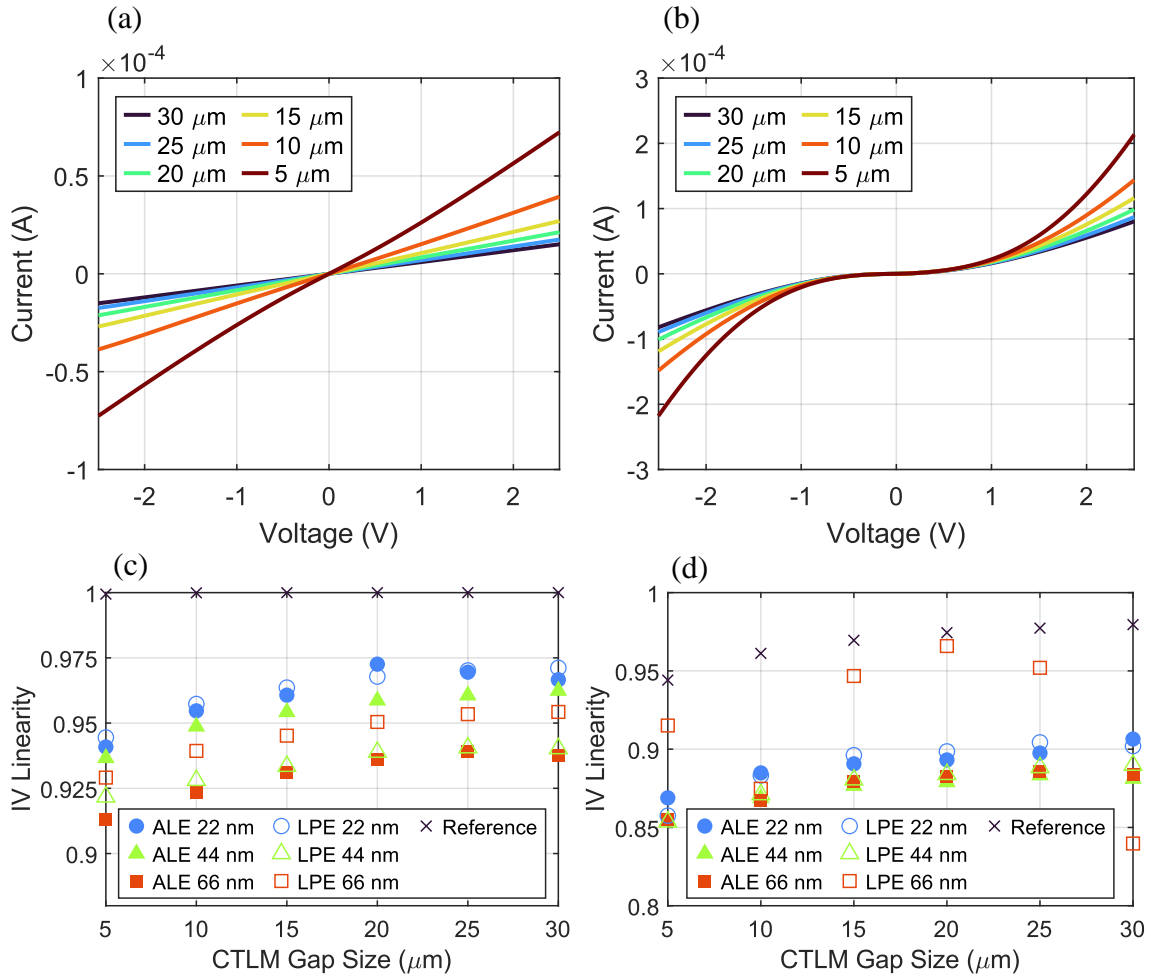 (a)
×10⁻⁴
1
0.5
0
-0.5
-1
-2
-1
0
1
2
Current (A)
Voltage (V)
30 μm
15 μm
25 μm
10 μm
20 μm
5 μm
(b)
×10⁻⁴
3
2
1
0
-1
-2
-3
-2
-1
0
1
2
Current (A)
Voltage (V)
30 μm
15 μm
25 μm
10 μm
20 μm
5 μm
(c)
1
0.975
0.95
0.925
0.9
5
10
15
20
25
30
IV Linearity
CTLM Gap Size (μm)
ALE 22 nm
LPE 22 nm
Reference
ALE 44 nm
LPE 44 nm
ALE 66 nm
LPE 66 nm
(d)
1
0.95
0.9
0.85
0.8
5
10
15
20
25
30
IV Linearity
CTLM Gap Size (μm)
ALE 22 nm
LPE 22 nm
Reference
ALE 44 nm
LPE 44 nm
ALE 66 nm
LPE 66 nm